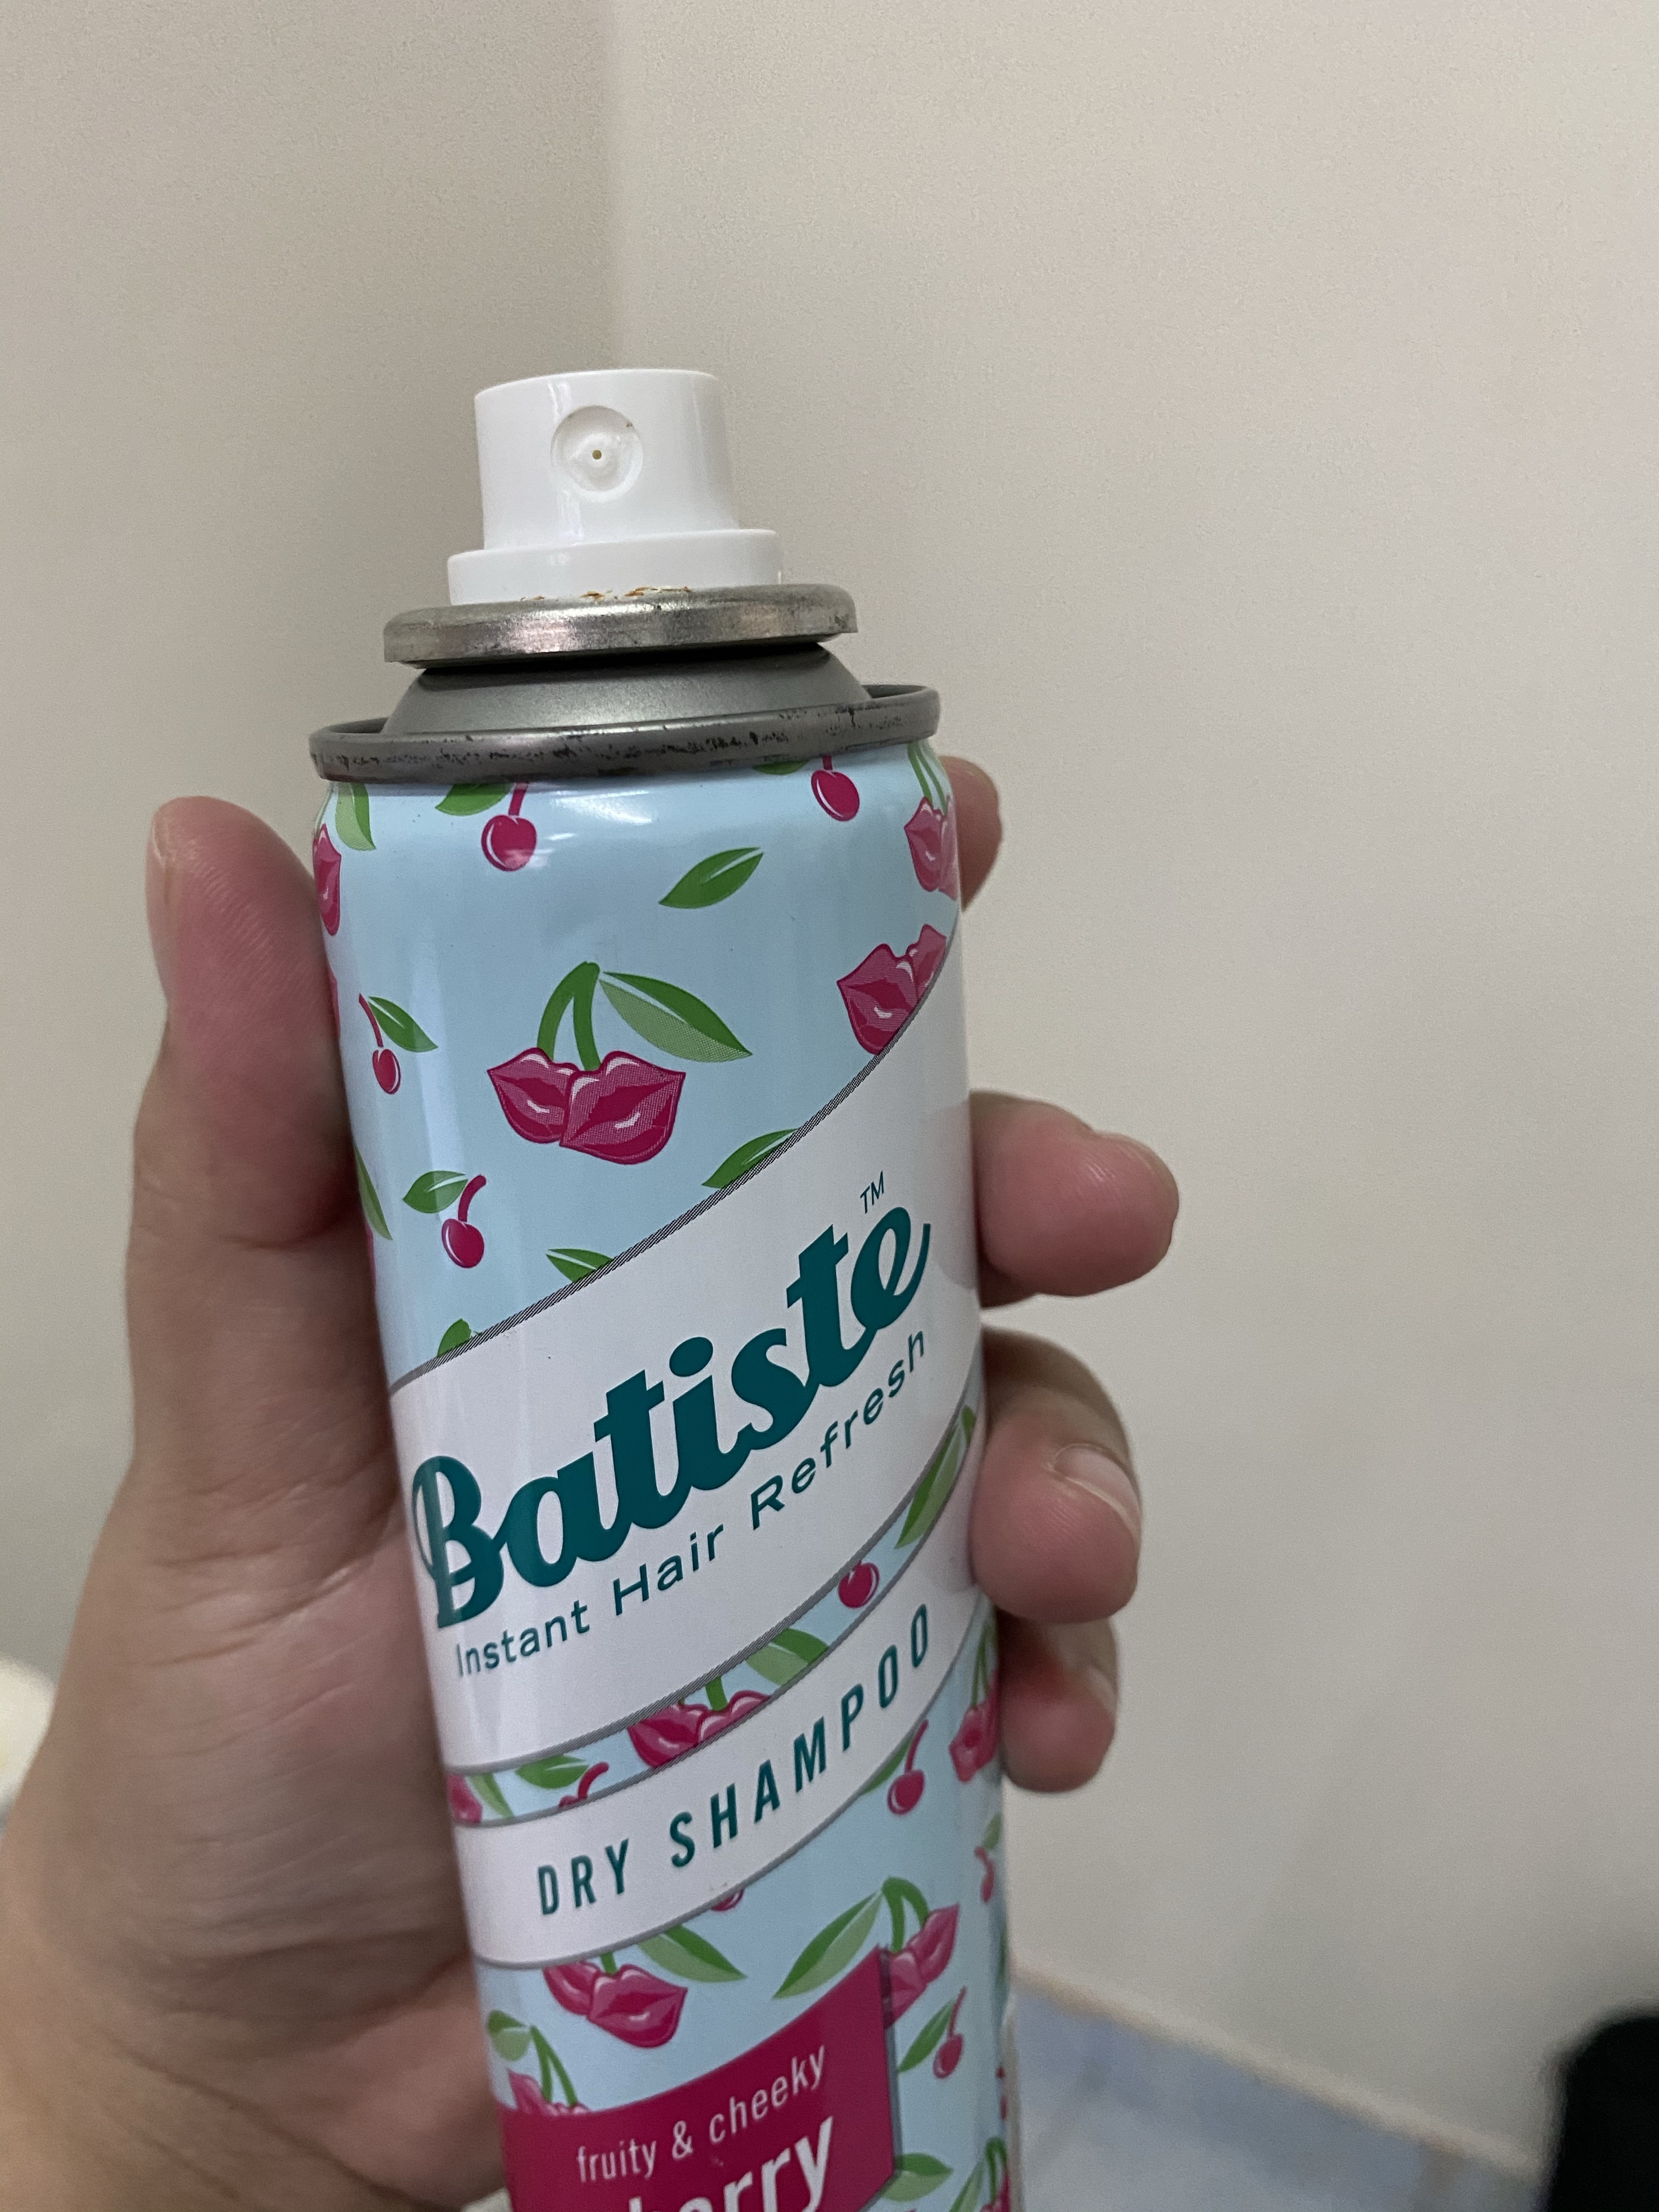 Batiste™
Instant Hair Refresh
DRY SHAMPOO
fruity & cheeky